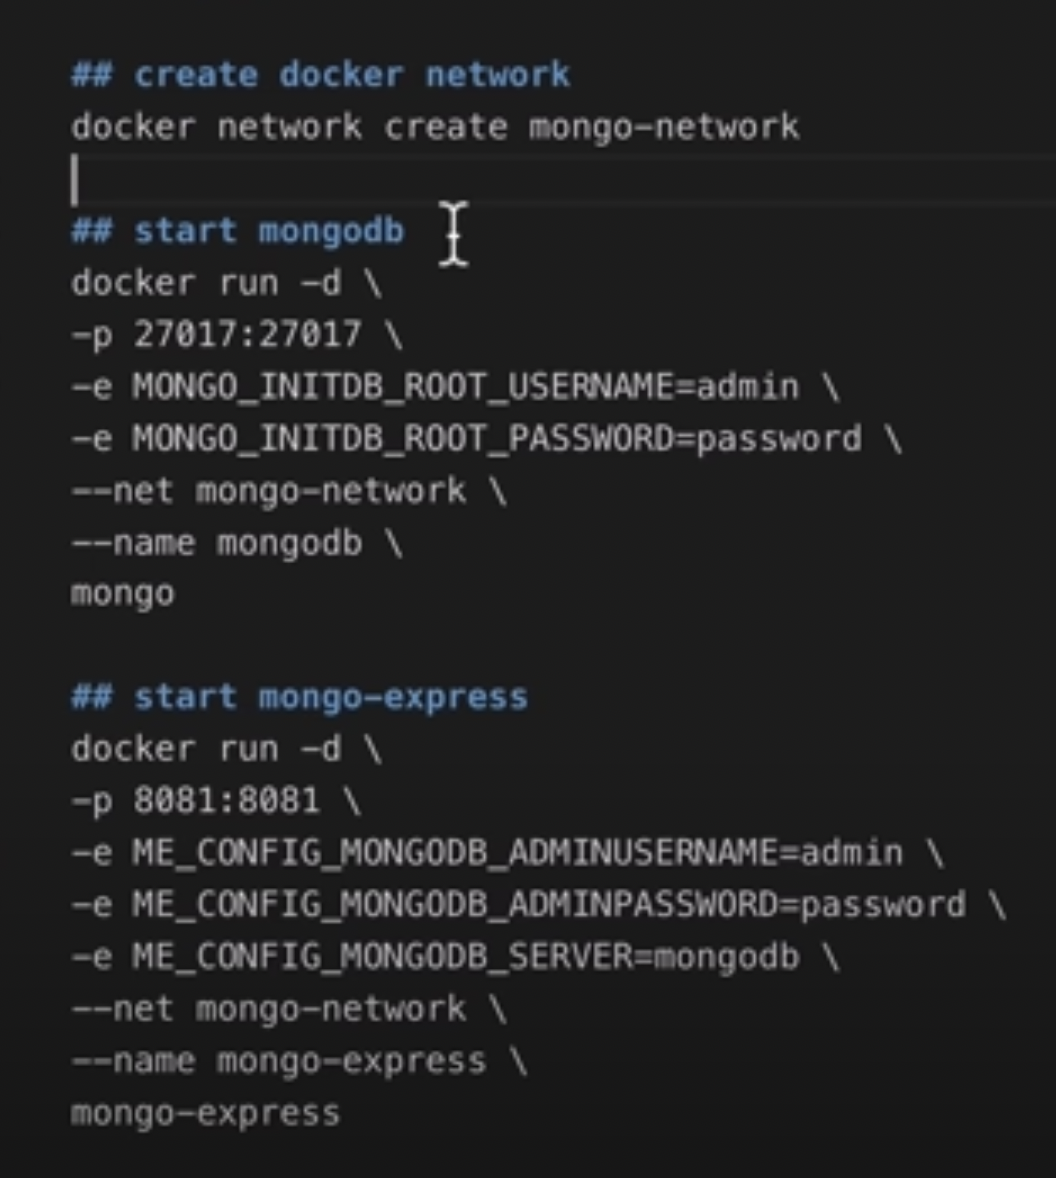 ## create docker network
docker network create mongo-network
## start mongodb
docker run -d \
-p 27017:27017 \
-e MONGO_INITDB_ROOT_USERNAME=admin \
-e MONGO_INITDB_ROOT_PASSWORD=password \
--net mongo-network \
--name mongodb \
mongo
## start mongo-express
docker run -d \
-p 8081:8081 \
-e ME_CONFIG_MONGODB_ADMINUSERNAME=admin \
-e ME_CONFIG_MONGODB_ADMINPASSWORD=password \
-e ME_CONFIG_MONGODB_SERVER=mongodb \
--net mongo-network \
--name mongo-express \
mongo-express